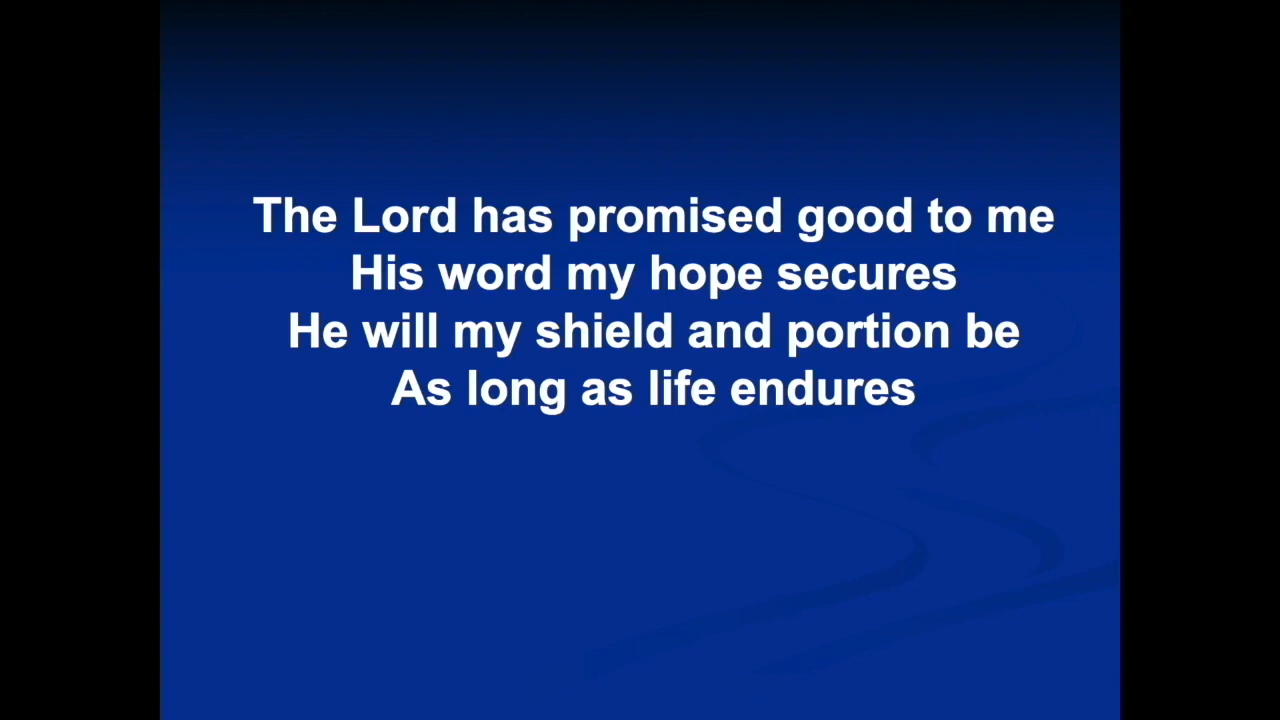 The Lord has promised good to me
His word my hope secures
He will my shield and portion be
As long as life endures